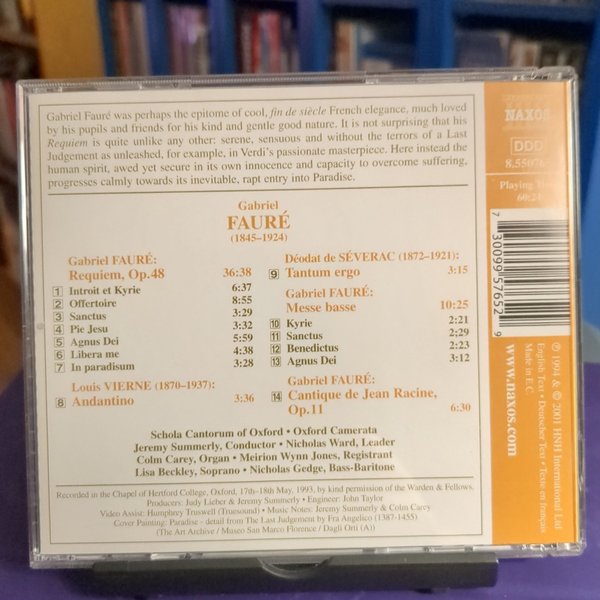 Gabriel Fauré was perhaps the epitome of cool, fin de siècle French elegance, much loved
by his pupils and friends for his kind and gentle good nature. It is not surprising that his
Requiem is quite unlike any other: serene, sensuous and without the terrors of a Last
Judgement as unleashed, for example, in Verdi's passionate masterpiece. Here instead the
human spirit, awed yet secure in its own innocence and capacity to overcome suffering,
progresses calmly towards its inevitable, rapt entry into Paradise.
Gabriel
FAURÉ
(1845–1924)
Gabriel FAURÉ:
Requiem, Op.48 36:38
1 Introit et Kyrie 6:37
2 Offertoire 8:55
3 Sanctus 3:29
4 Pie Jesu 3:32
5 Agnus Dei 5:59
6 Libera me 4:38
7 In paradisum 3:28
Louis VIERNE (1870–1937):
8 Andantino 3:36
Déodat de SÉVERAC (1872–1921):
9 Tantum ergo 3:15
Gabriel FAURÉ:
Messe basse 10:25
10 Kyrie 2:21
11 Sanctus 2:29
12 Benedictus 2:23
13 Agnus Dei 3:12
Gabriel FAURÉ:
14 Cantique de Jean Racine,
Op.11 6:30
Schola Cantorum of Oxford • Oxford Camerata
Jeremy Summerly, Conductor • Nicholas Ward, Leader
Colm Carey, Organ • Meirion Wynn Jones, Registrant
Lisa Beckley, Soprano • Nicholas Gedge, Bass-Baritone
Recorded in the Chapel of Hertford College, Oxford, 17th–18th May, 1993, by kind permission of the Warden & Fellows.
Producers: Judy Lieber & Jeremy Summerly • Engineer: John Taylor
Video Assist: Humphry Truswell (Truesound) • Music Notes: Jeremy Summerly & Colm Carey
Cover Painting: Paradise - detail from The Last Judgement by Fra Angelico (1387-1455)
(The Art Archive / Museo San Marco Florence / Dagli Orti (A))
NAXOS
DDD
Playing
60:24
7 30099 57652 9
www.naxos.com
℗ 1994 & © 2001 HNH International Ltd
English Text • Deutscher Text • Texte en français
Made in E.C.